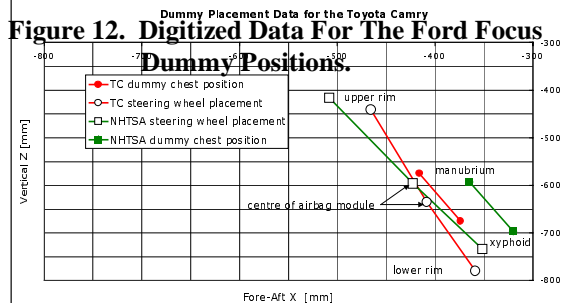 Dummy Placement Data for the Toyota Camry
Figure 12. Digitized Data For The Ford Focus
Dummy Positions.
-800 -500 -400 -300
TC dummy chest position
TC steering wheel placement
NHTSA steering wheel placement
NHTSA dummy chest position
upper rim
manubrium
centre of airbag module
xyphoid
lower rim
-300
-400
-500
-600
-700
-800
Vertical Z [mm]
Fore-Aft X [mm]